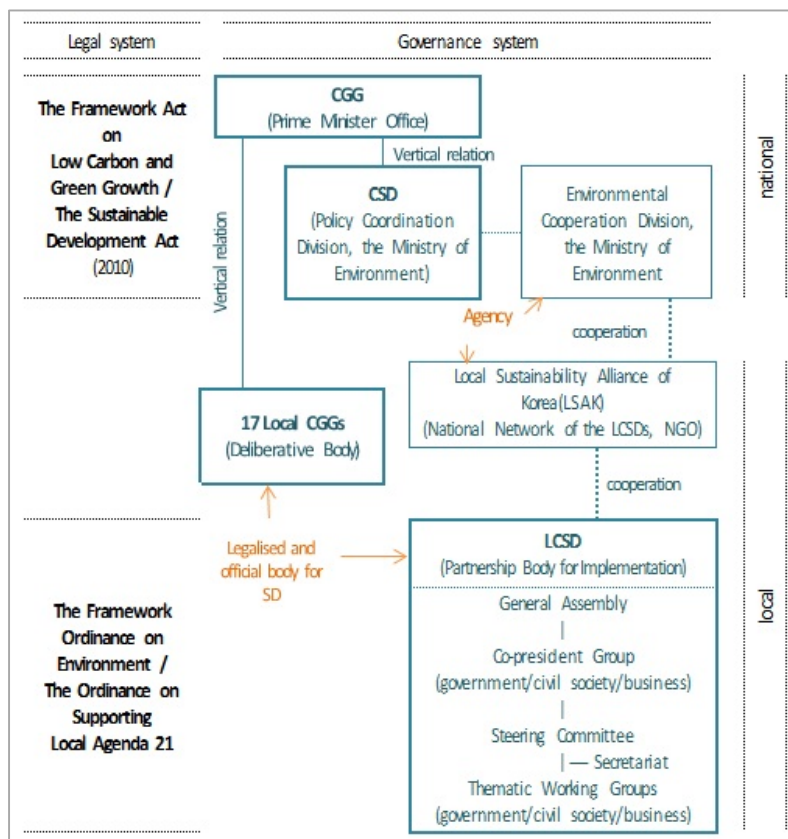 Legal system
Governance system
The Framework Act
on
Low Carbon and
Green Growth /
The Sustainable
Development Act
(2010)
CGG
(Prime Minister Office)
Vertical relation
Vertical relation
CSD
(Policy Coordination
Division, the Ministry of
Environment)
Environmental
Cooperation Division,
the Ministry of
Environment
national
Agency
cooperation
Local Sustainability Alliance of
Korea(LSAK)
(National Network of the LCSDs, NGO)
17 Local CGGs
(Deliberative Body)
cooperation
Legalised and
official body for
SD
LCSD
(Partnership Body for Implementation)
General Assembly
|
Co-president Group
(government/civil society/business)
|
Steering Committee
| — Secretariat
Thematic Working Groups
(government/civil society/business)
The Framework
Ordinance on
Environment /
The Ordinance on
Supporting
Local Agenda 21
local